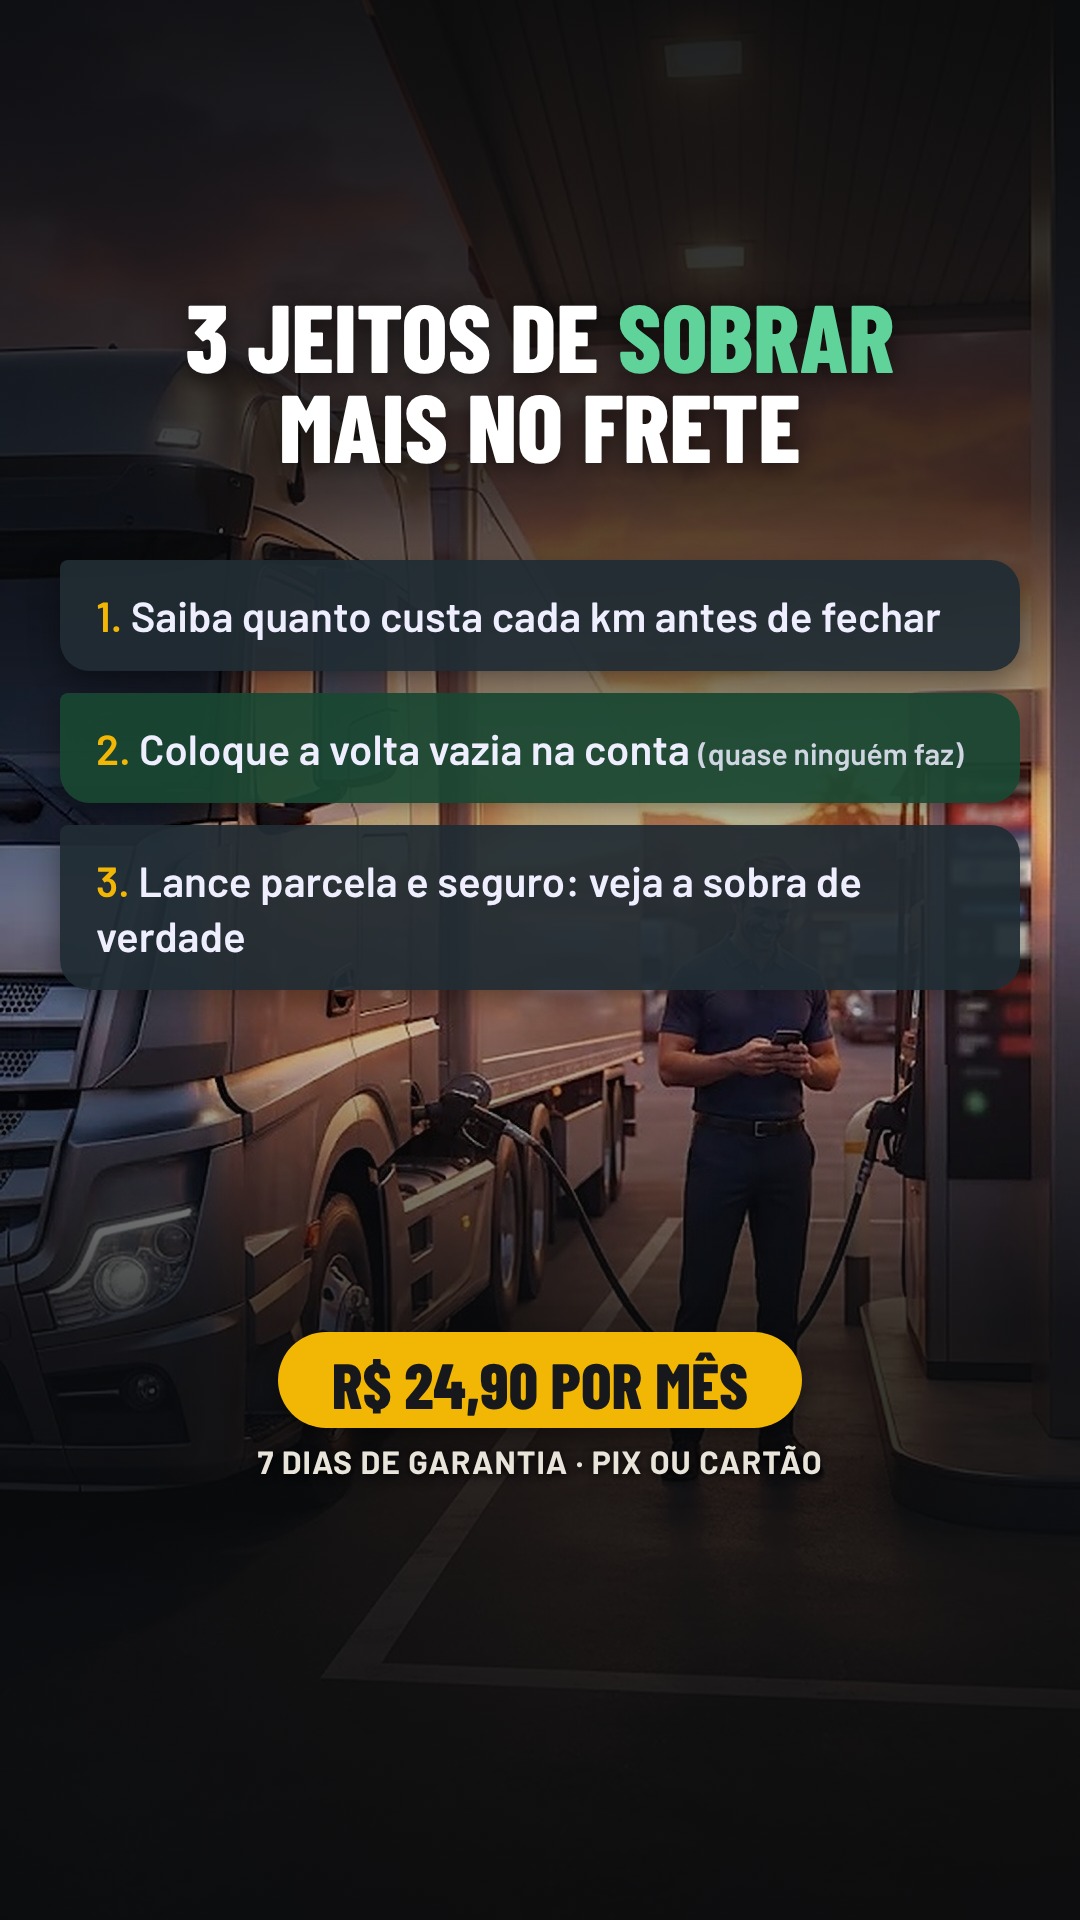 3 JEITOS DE SOBRAR
MAIS NO FRETE
1. Saiba quanto custa cada km antes de fechar
2. Coloque a volta vazia na conta (quase ninguém faz)
3. Lance parcela e seguro: veja a sobra de
verdade
R$ 24,90 POR MÊS
7 DIAS DE GARANTIA · PIX OU CARTÃO